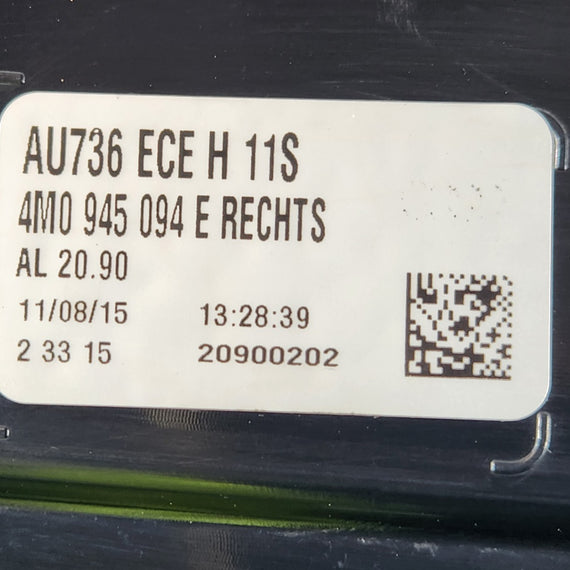 AU736 ECE H 11S
4M0 945 094 E RECHTS
AL 20.90
11/08/15 13:28:39
2 33 15 20900202